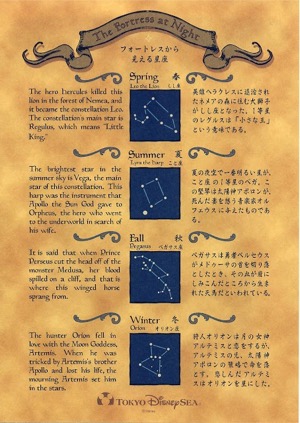 The Fortress at Night
フォートレスから
見える星座
Spring 春
Leo the Lion しし座
The hero Hercules killed this
lion in the forest of Nemea, and
it became the constellation Leo.
The constellation's main star is
Regulus, which means "Little
King."
英雄ヘラクレスに退治され
たネメアの森に住む大獅子
がしし座となった。1等星
のレグルスは「小さな王」
という意味である。
Summer 夏
Lyra the Harp こと座
The brightest star in the
summer sky is Vega, the main
star of this constellation. This
harp was the instrument that
Apollo the Sun God gave to
Orpheus, the hero who went
to the underworld in search of
his wife.
夏の夜空で一番明るい星が、
こと座の1等星のベガ。こ
の竪琴は太陽神アポロンが、
死んだ妻を想う音楽家オル
フェウスに与えたものであ
る。
Fall 秋
Pegasus ペガサス座
It is said that when Prince
Perseus cut the head off of the
monster Medusa, her blood
spilled on a cliff, and that is
where this winged horse
sprang from.
ペガサスは勇者ペルセウス
がメドゥーサの首を切り落
としたとき、その血が岩に
しみこんだところから生ま
れた天馬だといわれている。
Winter 冬
Orion オリオン座
The hunter Orion fell in
love with the Moon Goddess,
Artemis. When he was
tricked by Artemis's brother
Apollo and lost his life, the
mourning Artemis set him
in the stars.
狩人オリオンは月の女神
アルテミスと恋をするが、
アルテミスの兄、太陽神
アポロンの策略で命を落
とす。悲しんだアルテミ
スはオリオンを星にした。
TOKYO Disney SEA